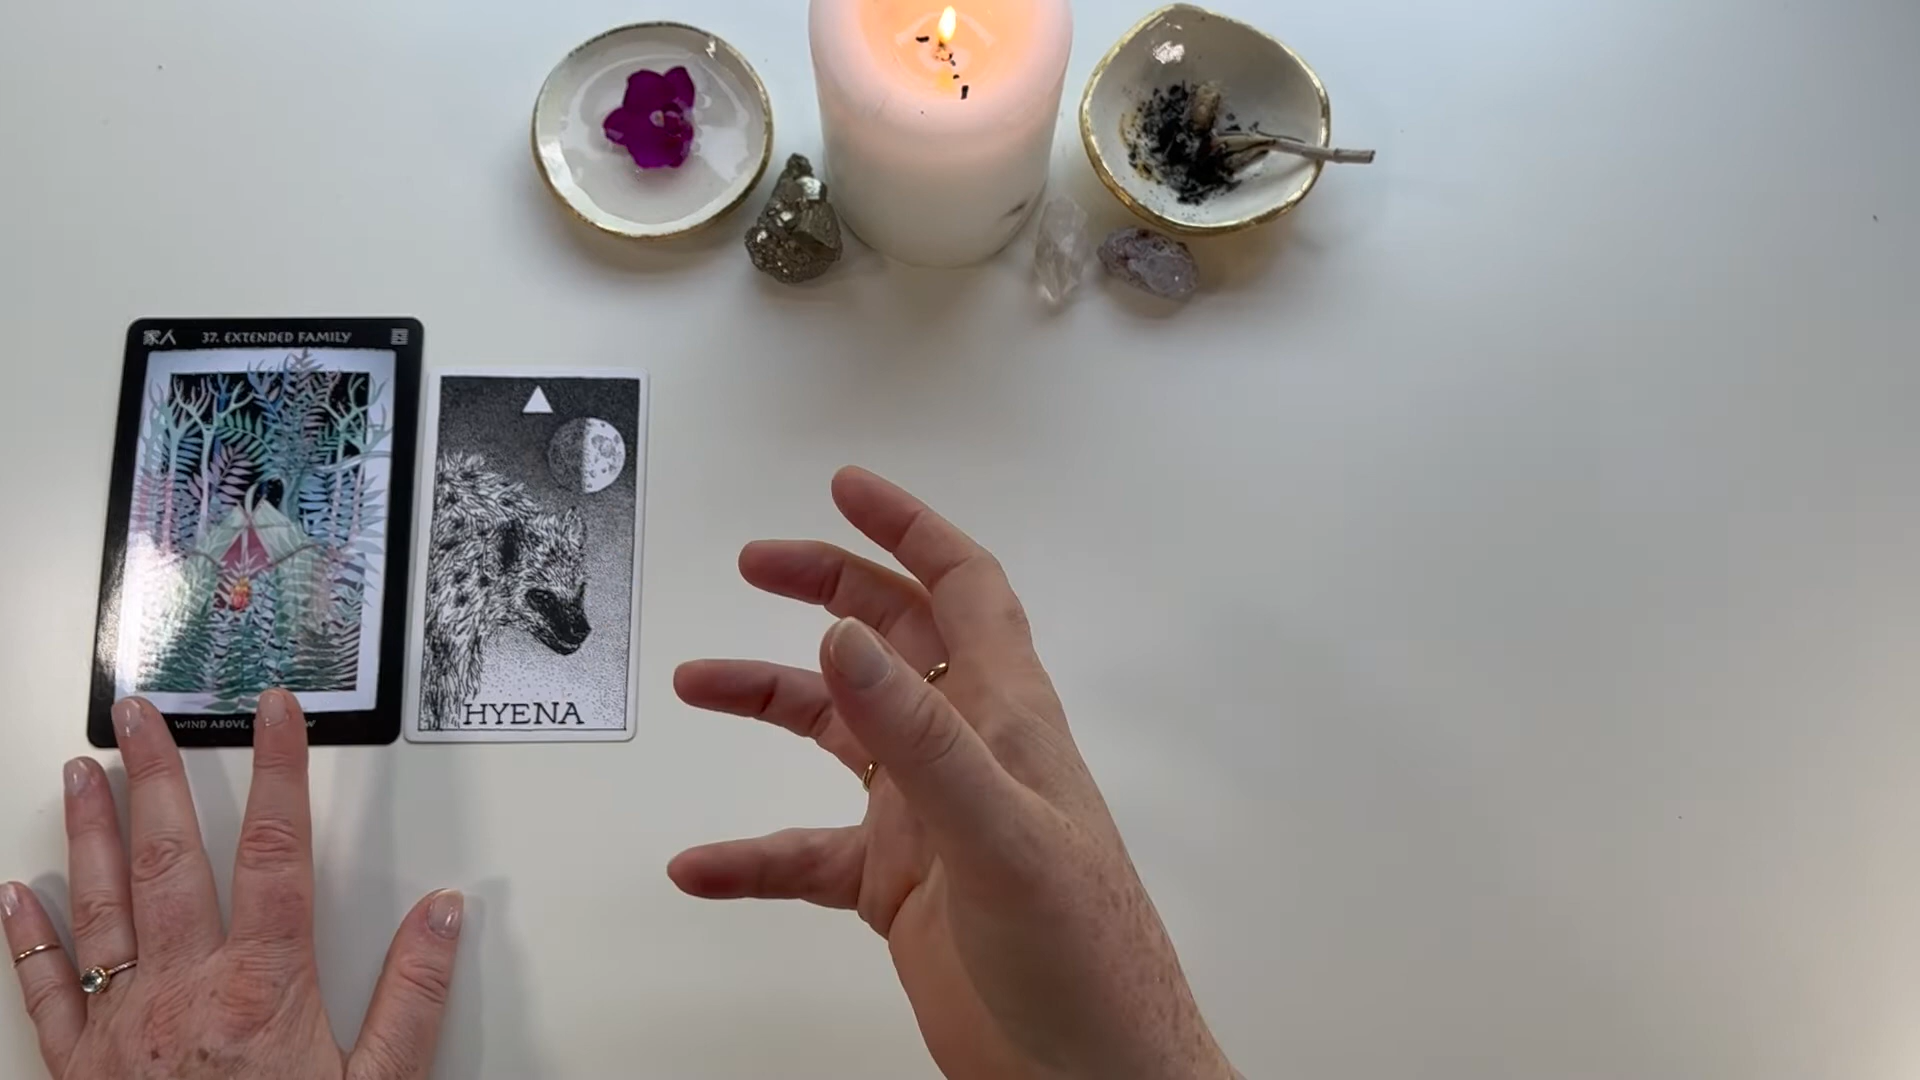 家人 37. EXTENDED FAMILY
WIND ABOVE,
HYENA